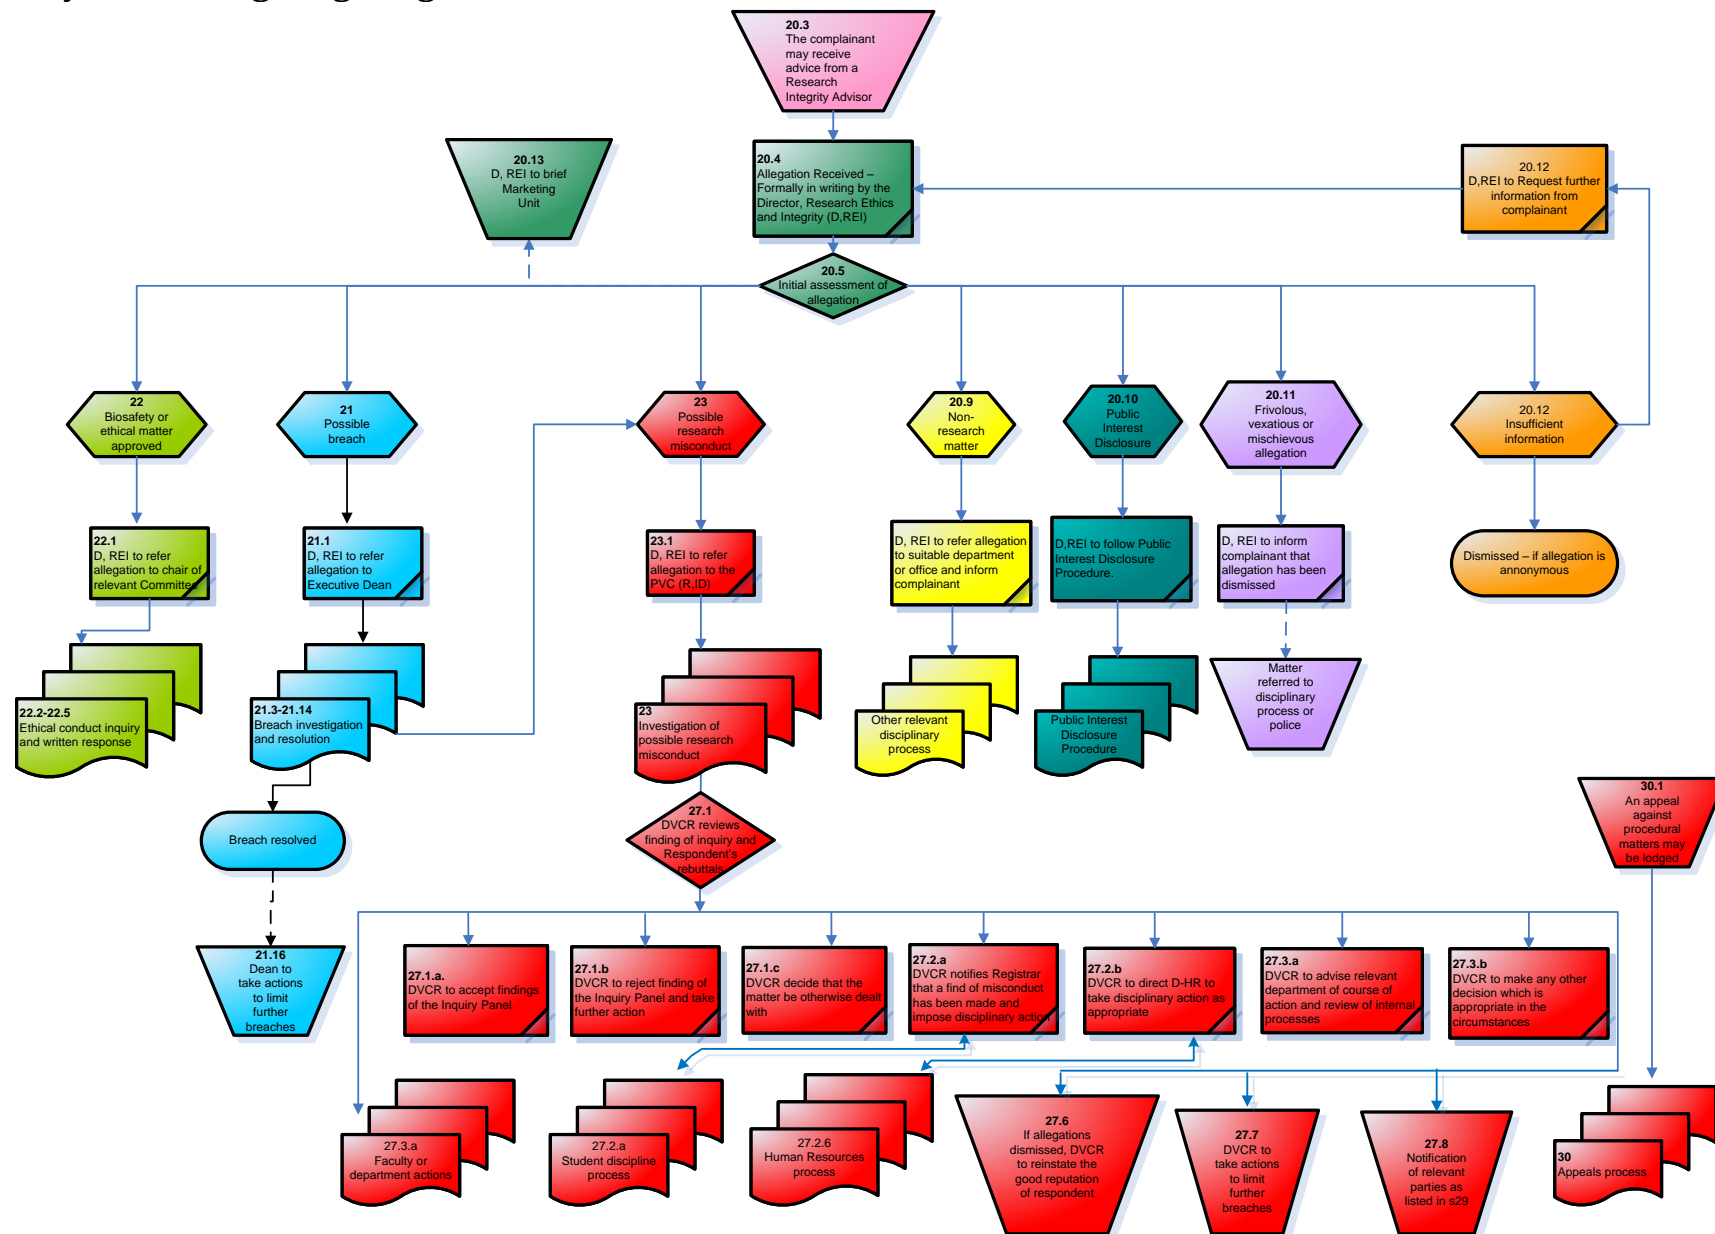 20.3
The complainant
may receive
advice from a
Research
Integrity Advisor
20.13
D, REI to brief
Marketing
Unit
20.4
Allegation Received –
Formally in writing by the
Director, Research Ethics
and Integrity (D,REI)
20.12
D,REI to Request further
information from
complainant
20.5
Initial assessment of
allegation
22
Biosafety or
ethical matter
approved
21
Possible
breach
23
Possible
research
misconduct
20.9
Non-
research
matter
20.10
Public
Interest
Disclosure
20.11
Frivolous,
vexatious or
mischievous
allegation
20.12
Insufficient
information
22.1
D, REI to refer
allegation to chair of
relevant Committee
21.1
D, REI to refer
allegation to
Executive Dean
23.1
D, REI to refer
allegation to the
PVC (R,ID)
D, REI to refer allegation
to suitable department
or office and inform
complainant
D,REI to follow Public
Interest Disclosure
Procedure.
D, REI to inform
complainant that
allegation has been
dismissed
Dismissed – if allegation is
annonymous
22.2-22.5
Ethical conduct inquiry
and written response
21.3-21.14
Breach investigation
and resolution
23
Investigation of
possible research
misconduct
Other relevant
disciplinary
process
Public Interest
Disclosure
Procedure
Matter
referred to
disciplinary
process or
police
Breach resolved
27.1
DVCR reviews
finding of inquiry and
Respondent's
rebuttals
30.1
An appeal
against
procedural
matters may
be lodged
21.16
Dean to
take actions
to limit
further
breaches
27.1.a.
DVCR to accept findings
of the Inquiry Panel
27.1.b
DVCR to reject finding of
the Inquiry Panel and take
further action
27.1.c
DVCR decide that the
matter be otherwise dealt
with
27.2.a
DVCR notifies Registrar
that a find of misconduct
has been made and
impose disciplinary action
27.2.b
DVCR to direct D-HR to
take disciplinary action as
appropriate
27.3.a
DVCR to advise relevant
department of course of
action and review of internal
processes
27.3.b
DVCR to make any other
decision which is
appropriate in the
circumstances
27.3.a
Faculty or
department actions
27.2.a
Student discipline
process
27.2.6
Human Resources
process
27.6
If allegations
dismissed, DVCR
to reinstate the
good reputation
of respondent
27.7
DVCR to
take actions
to limit
further
breaches
27.8
Notification
of relevant
parties as
listed in s29
30
Appeals process